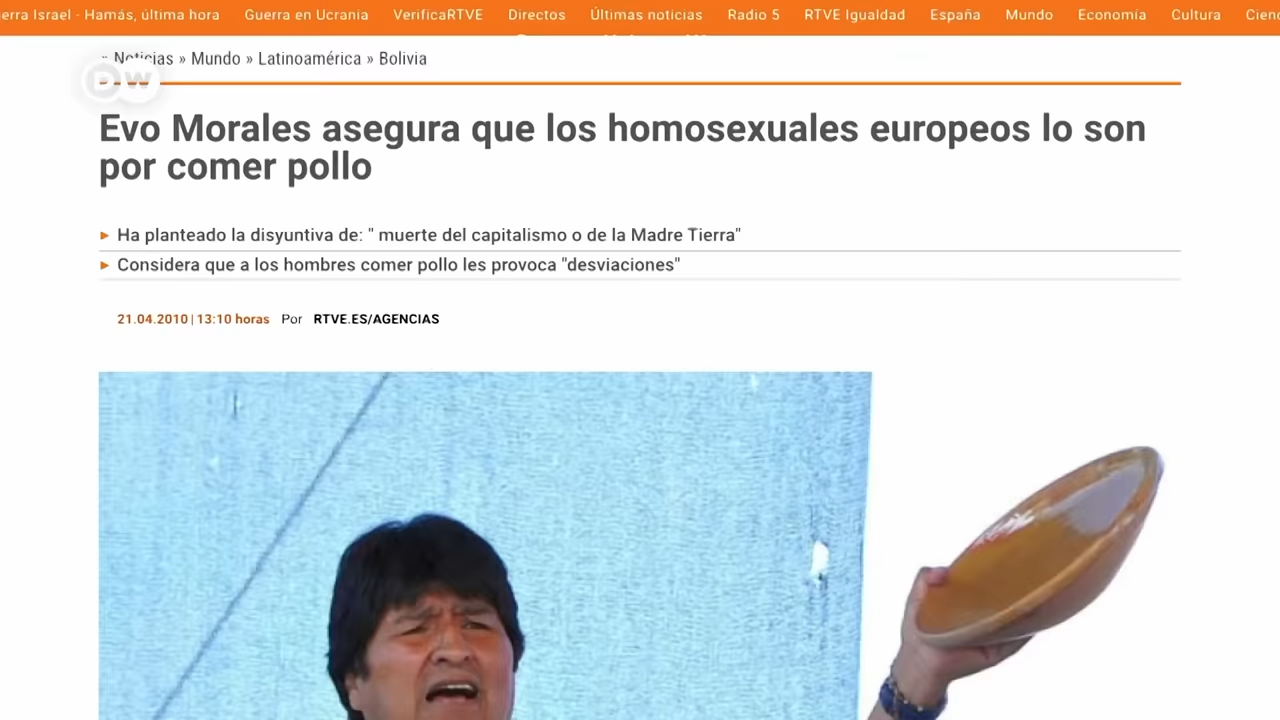 erra Israel - Hamás, última hora Guerra en Ucrania VerificaRTVE Directos Últimas noticias Radio 5 RTVE Igualdad España Mundo Economía Cultura Cienc
» Noticias » Mundo » Latinoamérica » Bolivia
DW
Evo Morales asegura que los homosexuales europeos lo son
por comer pollo
► Ha planteado la disyuntiva de: " muerte del capitalismo o de la Madre Tierra"
► Considera que a los hombres comer pollo les provoca "desviaciones"
21.04.2010 | 13:10 horas Por RTVE.ES/AGENCIAS